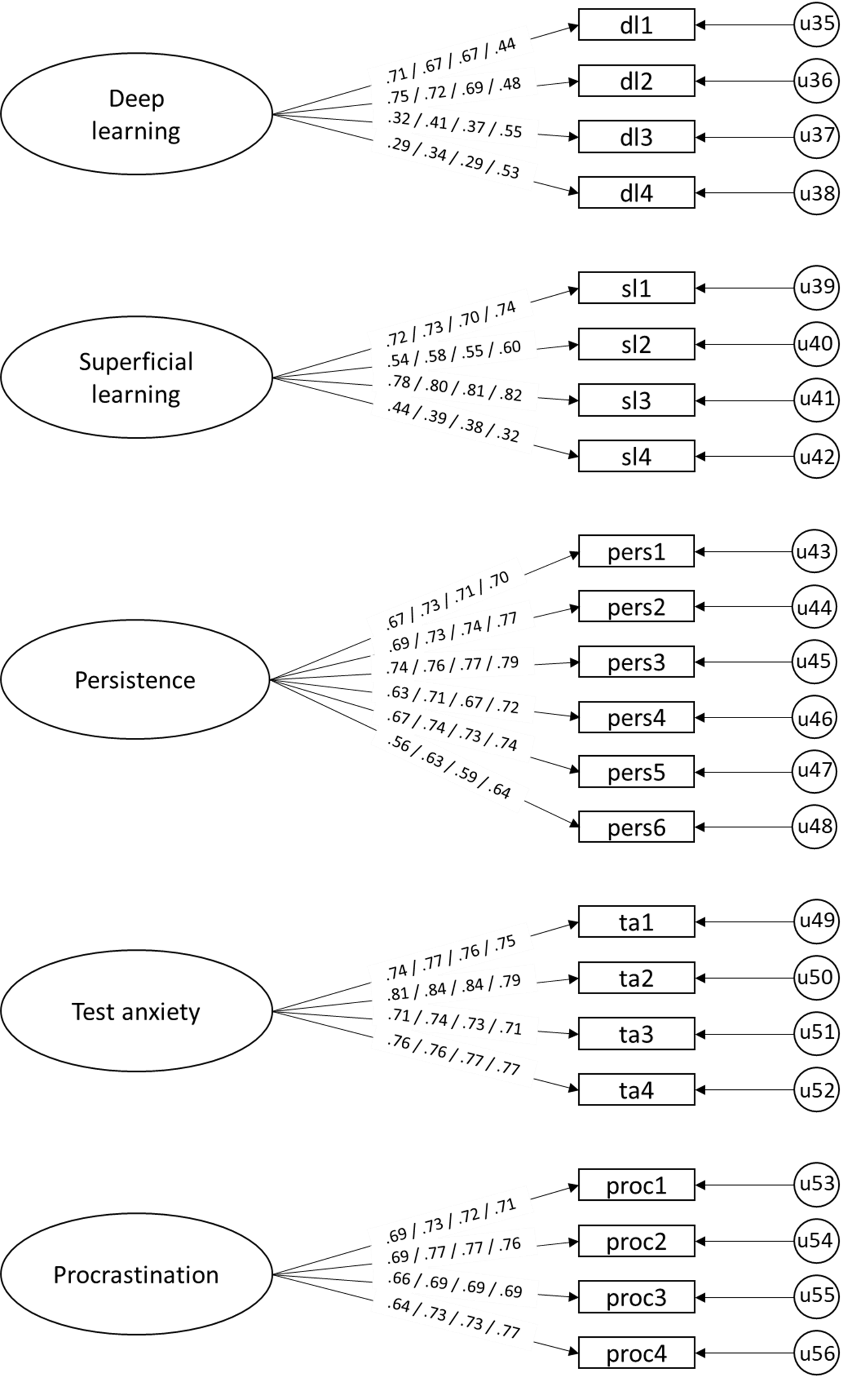 Deep
learning
.71 / .67 / .67 / .44
dl1
u35
.75 / .72 / .69 / .48
dl2
u36
.32 / .41 / .37 / .55
dl3
u37
.29 / .34 / .29 / .53
dl4
u38
Superficial
learning
.72 / .73 / .70 / .74
sl1
u39
.54 / .58 / .55 / .60
sl2
u40
.78 / .80 / .81 / .82
sl3
u41
.44 / .39 / .38 / .32
sl4
u42
Persistence
.67 / .73 / .71 / .70
pers1
u43
.69 / .73 / .74 / .77
pers2
u44
.74 / .76 / .77 / .79
pers3
u45
.63 / .71 / .67 / .72
pers4
u46
.67 / .74 / .73 / .74
pers5
u47
.56 / .63 / .59 / .64
pers6
u48
Test anxiety
.74 / .77 / .76 / .75
ta1
u49
.81 / .84 / .84 / .79
ta2
u50
.71 / .74 / .73 / .71
ta3
u51
.76 / .76 / .77 / .77
ta4
u52
Procrastination
.69 / .73 / .72 / .71
proc1
u53
.69 / .77 / .77 / .76
proc2
u54
.66 / .69 / .69 / .69
proc3
u55
.64 / .73 / .73 / .77
proc4
u56